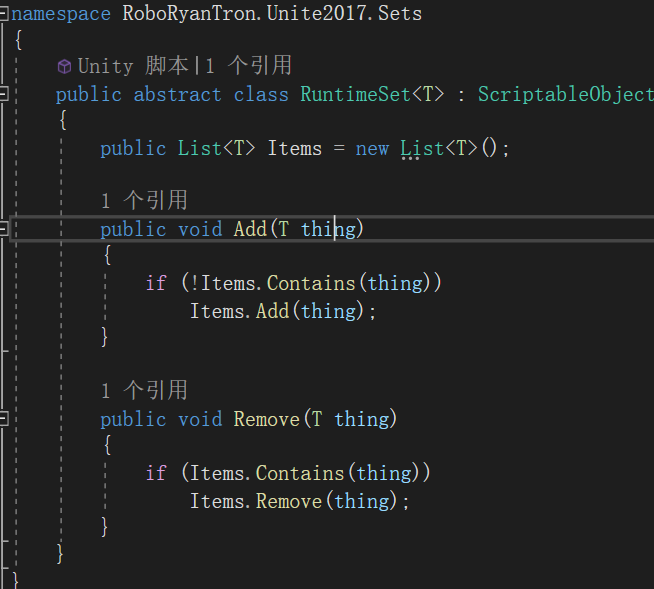 namespace RoboRyanTron.Unite2017.Sets
{
Unity 脚本|1 个引用
public abstract class RuntimeSet<T> : ScriptableObject
{
public List<T> Items = new List<T>();
1 个引用
public void Add(T thing)
{
if (!Items.Contains(thing))
Items.Add(thing);
}
1 个引用
public void Remove(T thing)
{
if (Items.Contains(thing))
Items.Remove(thing);
}
}
}